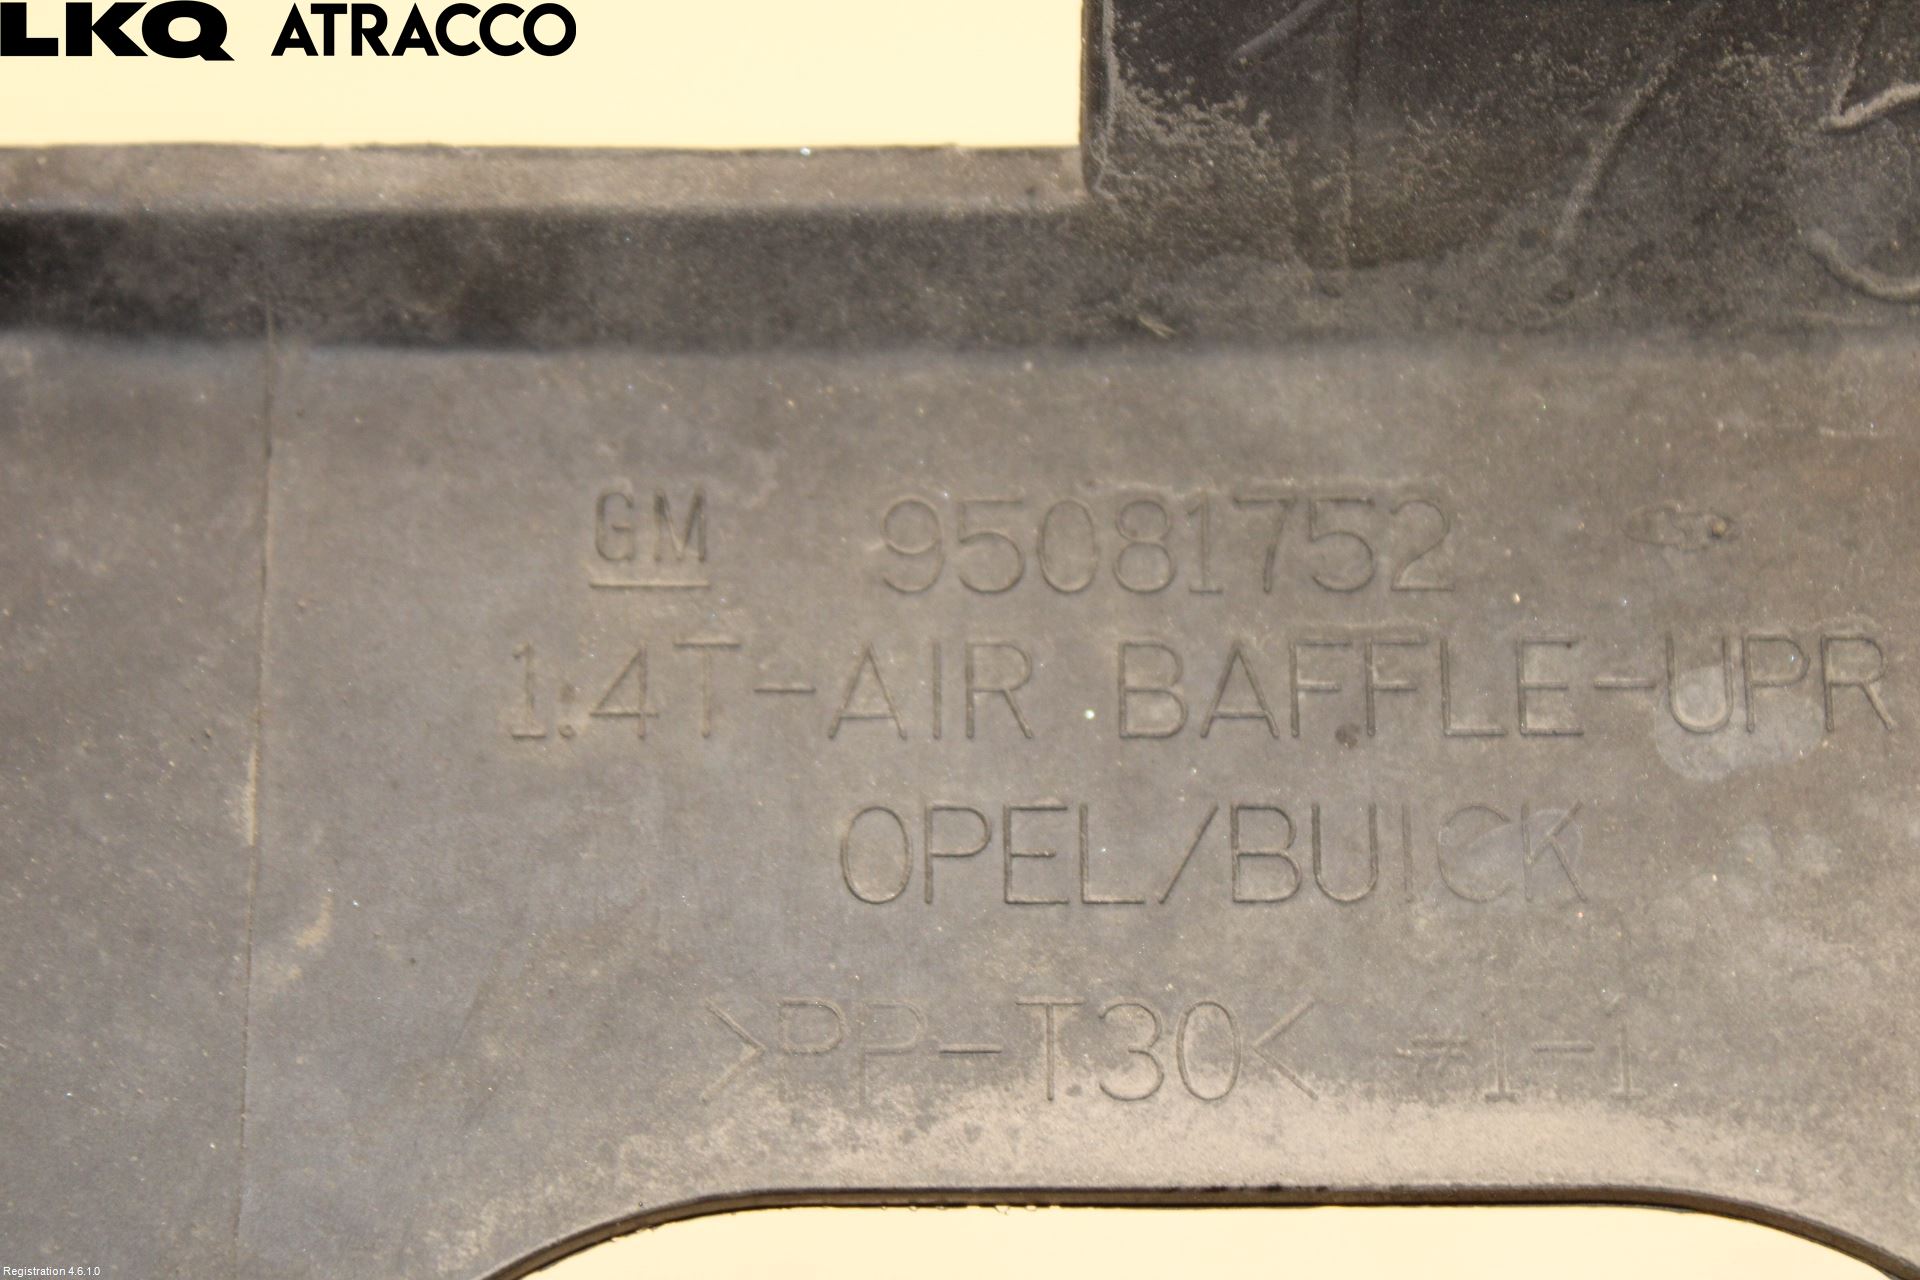 LKQ ATRACCO
GM 95081752
1.4T-AIR BAFFLE-UPR
OPEL/BUICK
>PP-T30< #1-1
Registration 4.6.1.0